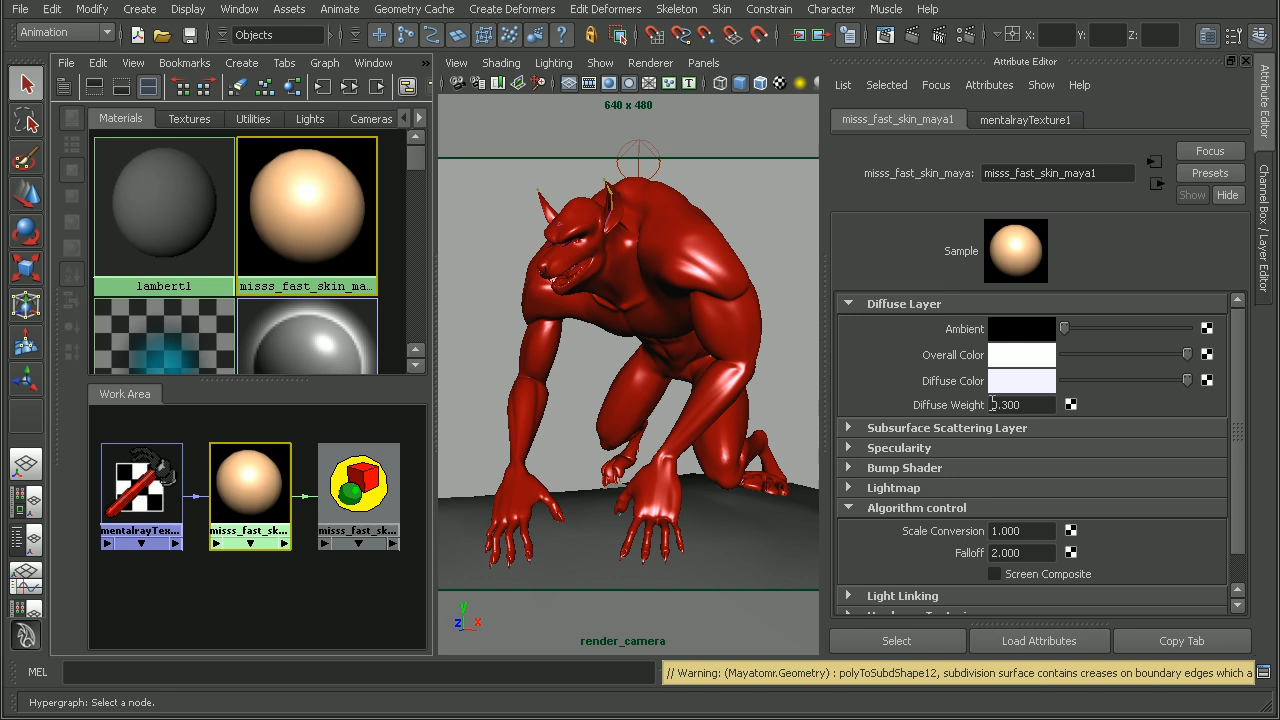 File Edit Modify Create Display Window Assets Animate Geometry Cache Create Deformers Edit Deformers Skeleton Skin Constrain Character Muscle Help
Animation Objects X: Y: Z:
File Edit View Bookmarks Create Tabs Graph Window »
View Shading Lighting Show Renderer Panels
Attribute Editor
List Selected Focus Attributes Show Help
Materials Textures Utilities Lights Cameras
640 x 480
misss_fast_skin_maya1 mentalrayTexture1
Attribute Editor
Channel Box / Layer Editor
Focus
misss_fast_skin_maya: misss_fast_skin_maya1
Presets
Show Hide
Sample
lambert1 misss_fast_skin_ma...
Diffuse Layer
Ambient
Overall Color
Diffuse Color
Diffuse Weight .300
Subsurface Scattering Layer
Specularity
Bump Shader
Lightmap
Algorithm control
Scale Conversion 1.000
Falloff 2.000
Screen Composite
Light Linking
Work Area
mentalrayTex... misss_fast_sk... misss_fast_sk...
y
z x
render_camera
Select Load Attributes Copy Tab
MEL
// Warning: (Mayatomr.Geometry) : polyToSubdShape12, subdivision surface contains creases on boundary edges which a
Hypergraph: Select a node.